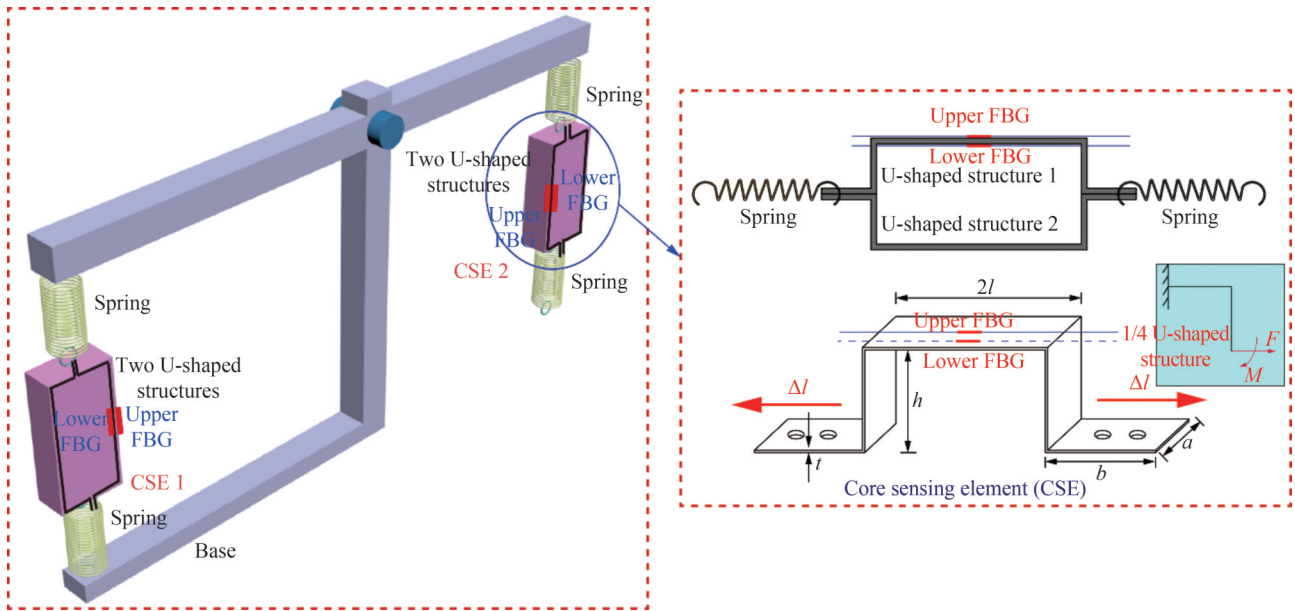 Spring
Two U-shaped
structures
Lower
FBG
Upper
FBG
CSE 2
Spring
Spring
Two U-shaped
structures
Lower
FBG
Upper
FBG
CSE 1
Spring
Base
Upper FBG
Lower FBG
U-shaped structure 1
Spring
Spring
U-shaped structure 2
2l
Upper FBG
Lower FBG
1/4 U-shaped
structure
F
M
Δl
Δl
h
t
a
b
Core sensing element (CSE)